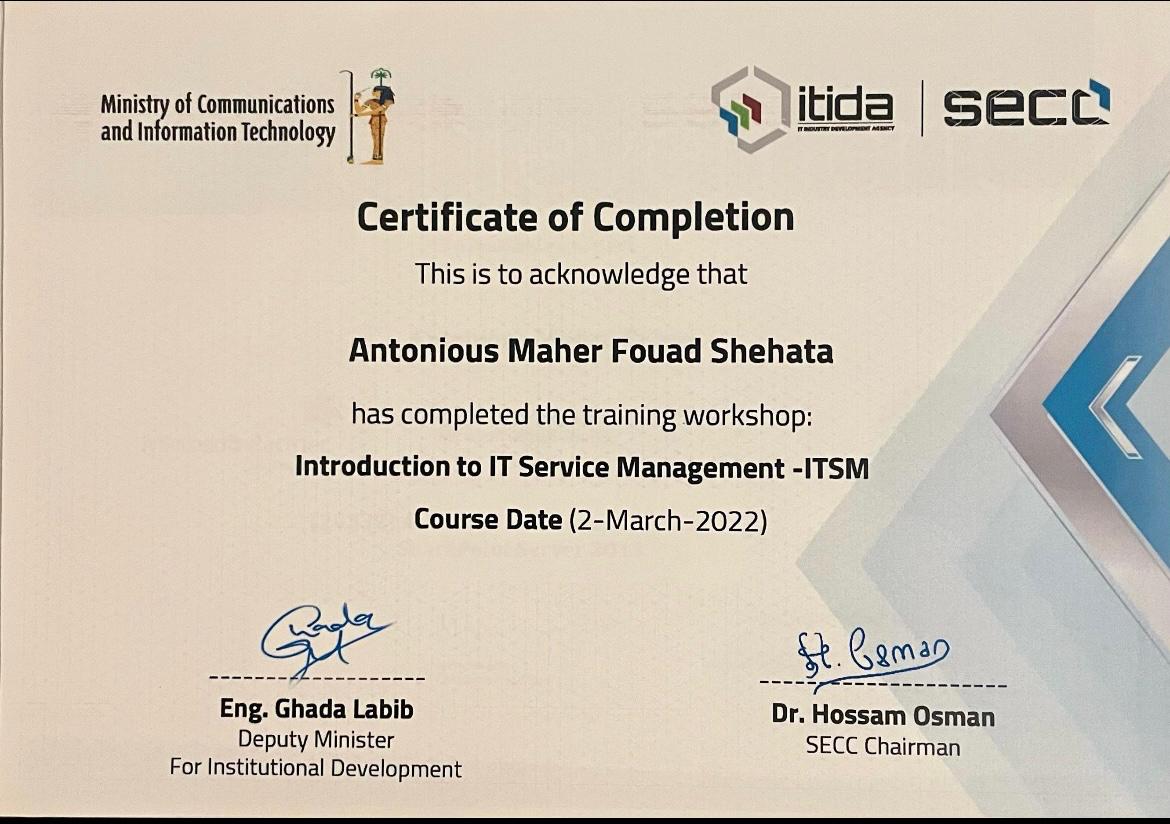 Ministry of Communications
and Information Technology
itida
IT INDUSTRY DEVELOPMENT AGENCY
secc
Certificate of Completion
This is to acknowledge that
Antonious Maher Fouad Shehata
has completed the training workshop:
Introduction to IT Service Management -ITSM
Course Date (2-March-2022)
H. Osman
Eng. Ghada Labib
Deputy Minister
For Institutional Development
Dr. Hossam Osman
SECC Chairman